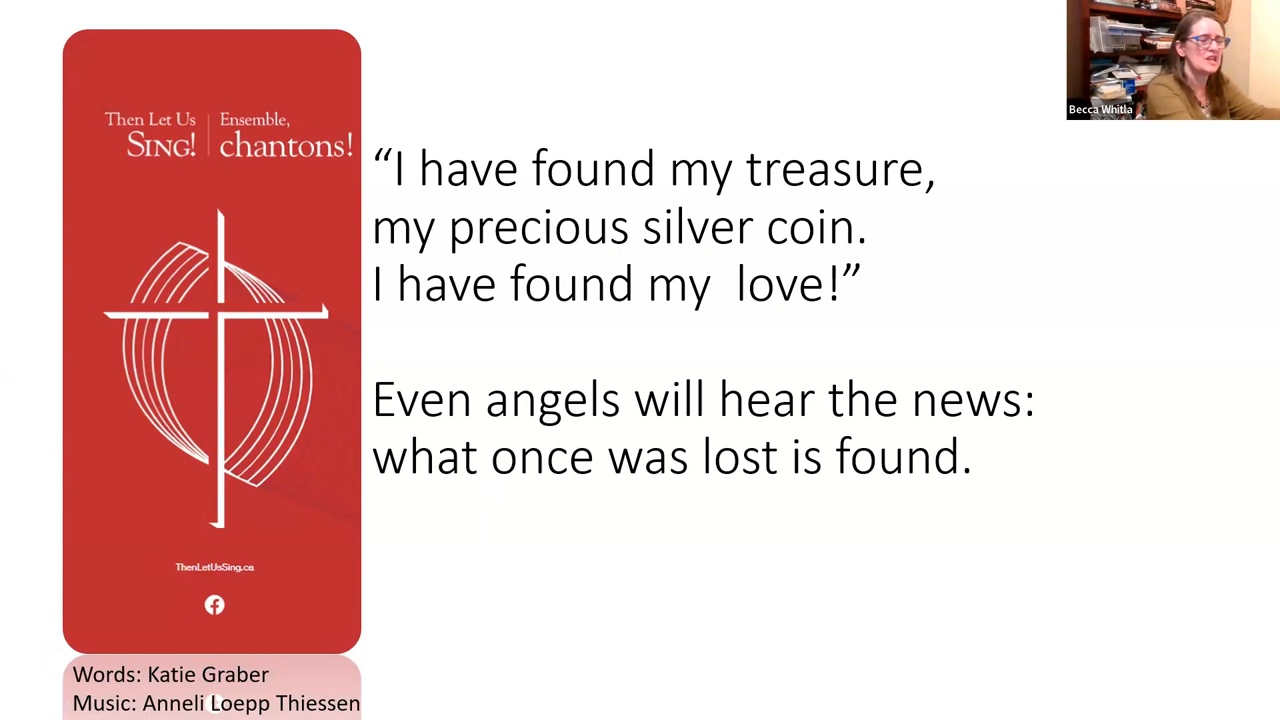 Then Let Us
SING!
Ensemble,
chantons!
“I have found my treasure,
my precious silver coin.
I have found my  love!”
Even angels will hear the news:
what once was lost is found.
ThenLetUsSing.ca
Words: Katie Graber
Music: Anneli Loepp Thiessen
Becca Whitla